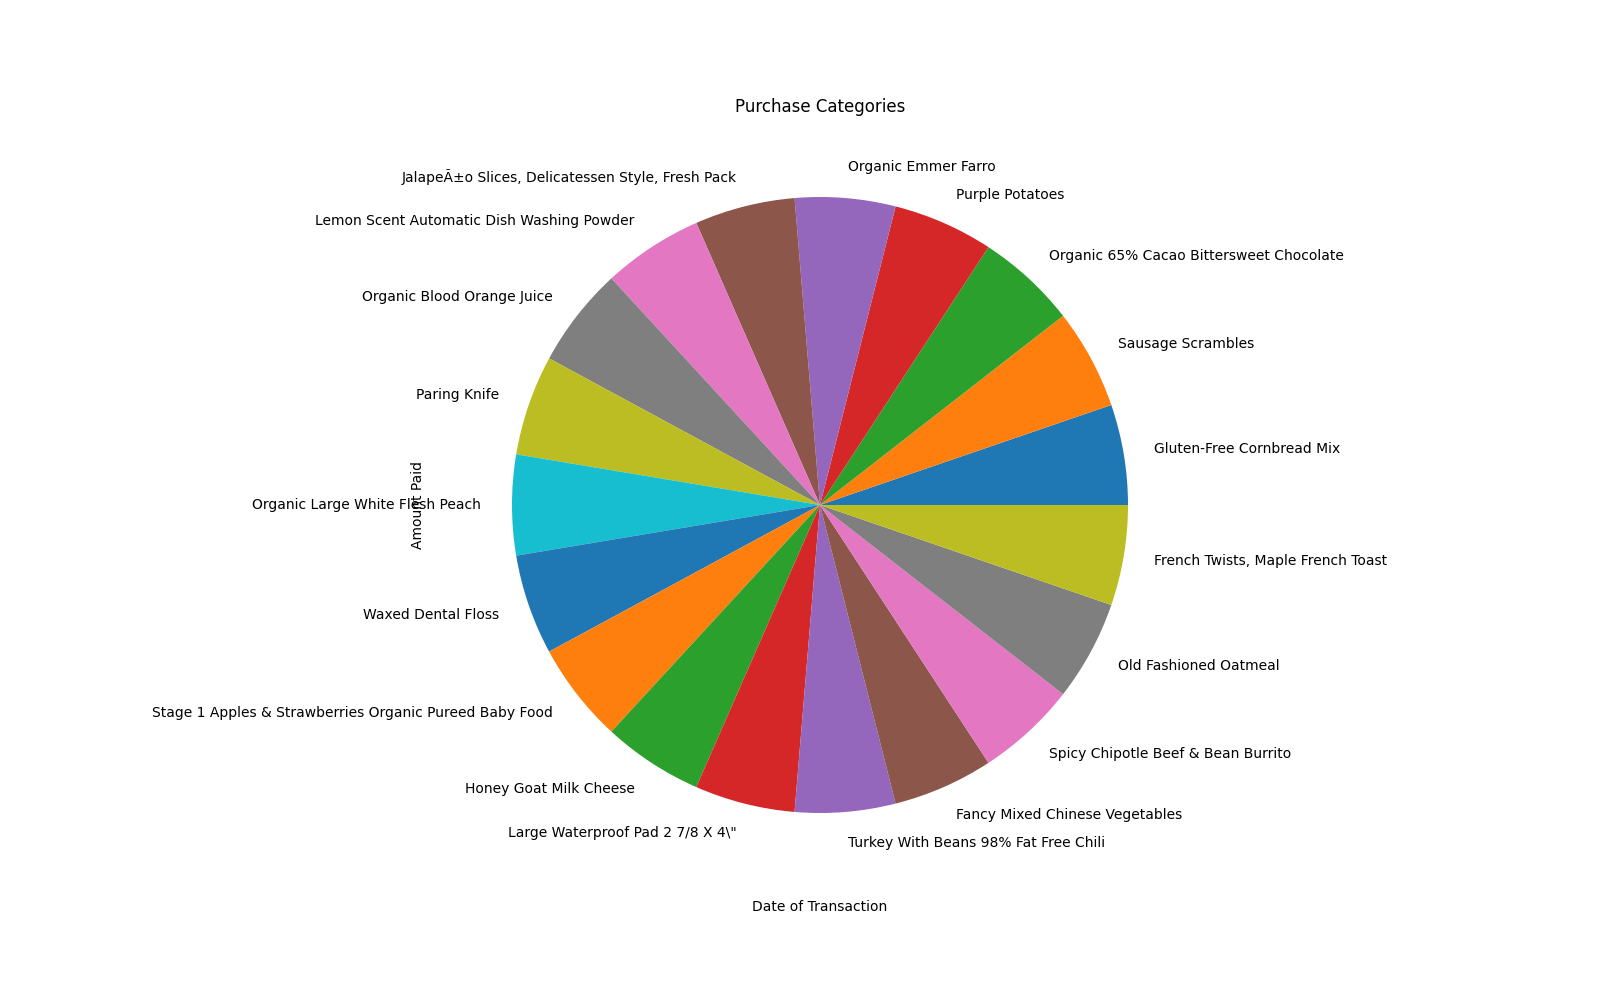 Purchase Categories
Organic Emmer Farro
JalapeÃ±o Slices, Delicatessen Style, Fresh Pack
Purple Potatoes
Lemon Scent Automatic Dish Washing Powder
Organic 65% Cacao Bittersweet Chocolate
Organic Blood Orange Juice
Sausage Scrambles
Paring Knife
Gluten-Free Cornbread Mix
Organic Large White Flesh Peach
Amount Paid
French Twists, Maple French Toast
Waxed Dental Floss
Old Fashioned Oatmeal
Stage 1 Apples & Strawberries Organic Pureed Baby Food
Spicy Chipotle Beef & Bean Burrito
Honey Goat Milk Cheese
Fancy Mixed Chinese Vegetables
Large Waterproof Pad 2 7/8 X 4\"
Turkey With Beans 98% Fat Free Chili
Date of Transaction